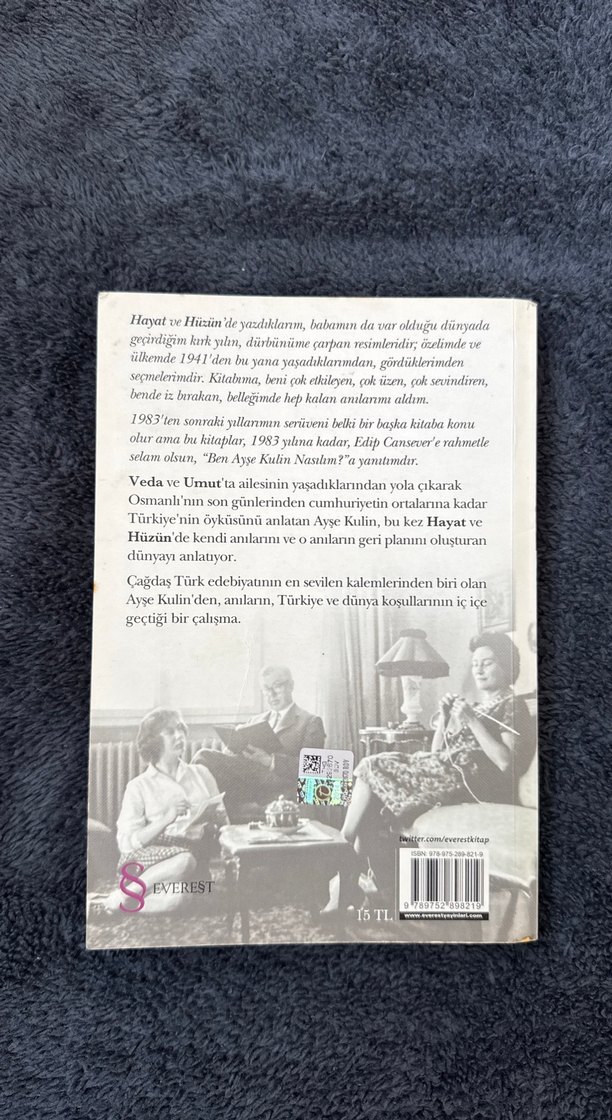 Hayat ve Hüzün'de yazdıklarım, babamın da var olduğu dünyada
geçirdiğim kırk yılın, dürbünüme çarpan resimleridir; özelimde ve
ülkemde 1941'den bu yana yaşadıklarımdan, gördüklerimden
seçmelerimdir. Kitabıma, beni çok etkileyen, çok üzen, çok sevindiren,
bende iz bırakan, belleğimde hep kalan anılarımı aldım.
1983'ten sonraki yıllarımın serüveni belki bir başka kitaba konu
olur ama bu kitaplar, 1983 yılına kadar, Edip Cansever'e rahmetle
selam olsun, "Ben Ayşe Kulin Nasılım?"a yanıtımdır.
Veda ve Umut'ta ailesinin yaşadıklarından yola çıkarak
Osmanlı'nın son günlerinden cumhuriyetin ortalarına kadar
Türkiye'nin öyküsünü anlatan Ayşe Kulin, bu kez Hayat ve
Hüzün'de kendi anılarını ve o anıların geri planını oluşturan
dünyayı anlatıyor.
Çağdaş Türk edebiyatının en sevilen kalemlerinden biri olan
Ayşe Kulin'den, anıların, Türkiye ve dünya koşullarının iç içe
geçtiği bir çalışma.
twitter.com/everestkitap
ISBN: 978-975-289-821-9
9 789752 898219
www.everestyayinlari.com
EVEREST
15 TL